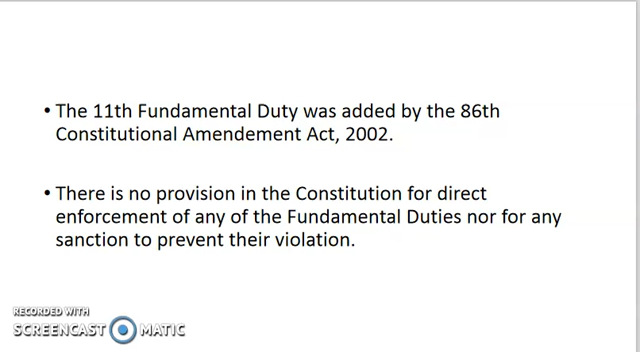 • The 11th Fundamental Duty was added by the 86th
Constitutional Amendement Act, 2002.
• There is no provision in the Constitution for direct
enforcement of any of the Fundamental Duties nor for any
sanction to prevent their violation.
RECORDED WITH
SCREENCAST MATIC